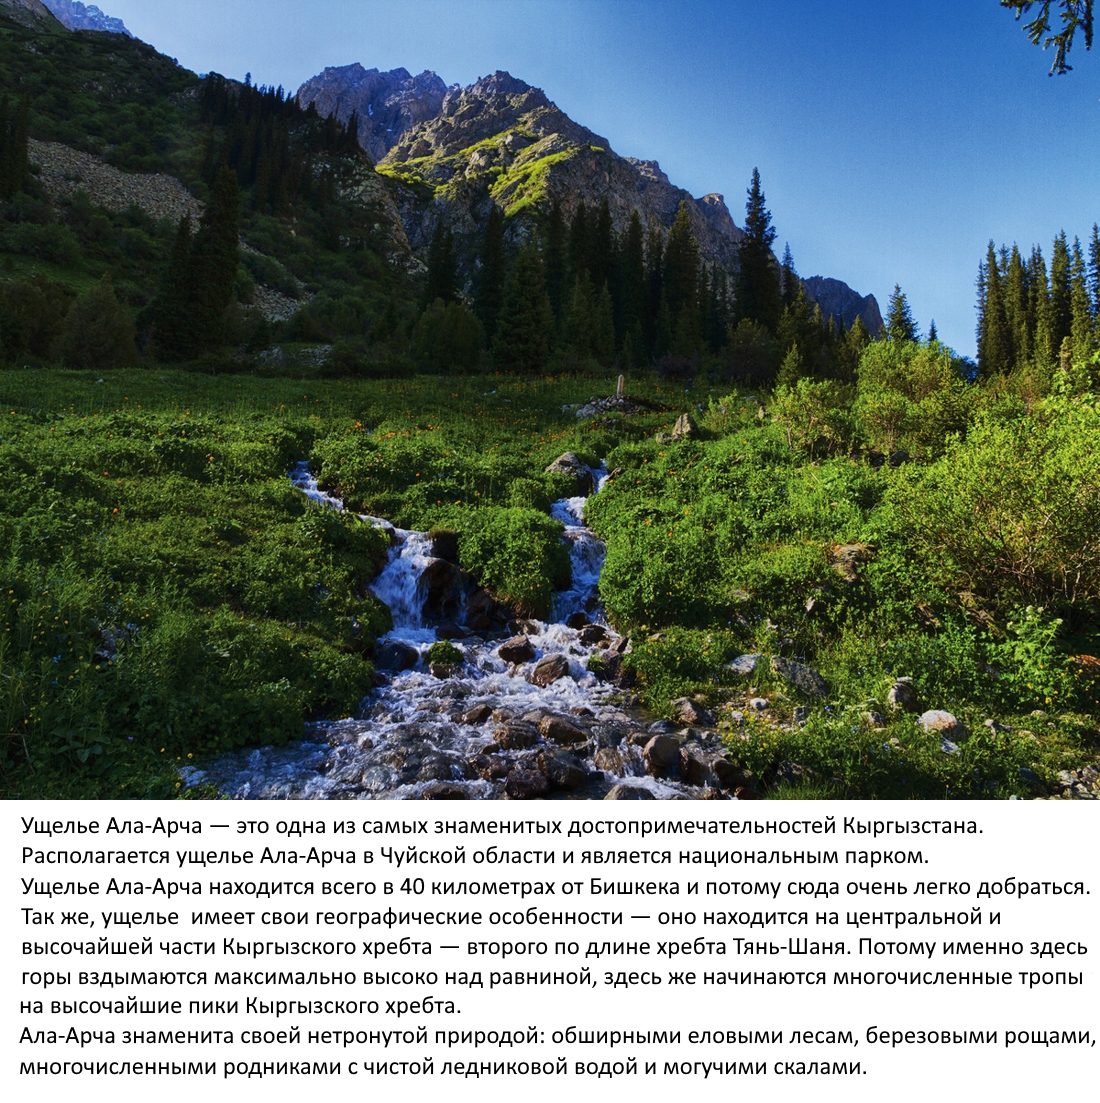 Ущелье Ала-Арча — это одна из самых знаменитых достопримечательностей Кыргызстана.
Располагается ущелье Ала-Арча в Чуйской области и является национальным парком.
Ущелье Ала-Арча находится всего в 40 километрах от Бишкека и потому сюда очень легко добраться.
Так же, ущелье  имеет свои географические особенности — оно находится на центральной и
высочайшей части Кыргызского хребта — второго по длине хребта Тянь-Шаня. Потому именно здесь
горы вздымаются максимально высоко над равниной, здесь же начинаются многочисленные тропы
на высочайшие пики Кыргызского хребта.
Ала-Арча знаменита своей нетронутой природой: обширными еловыми лесам, березовыми рощами,
многочисленными родниками с чистой ледниковой водой и могучими скалами.